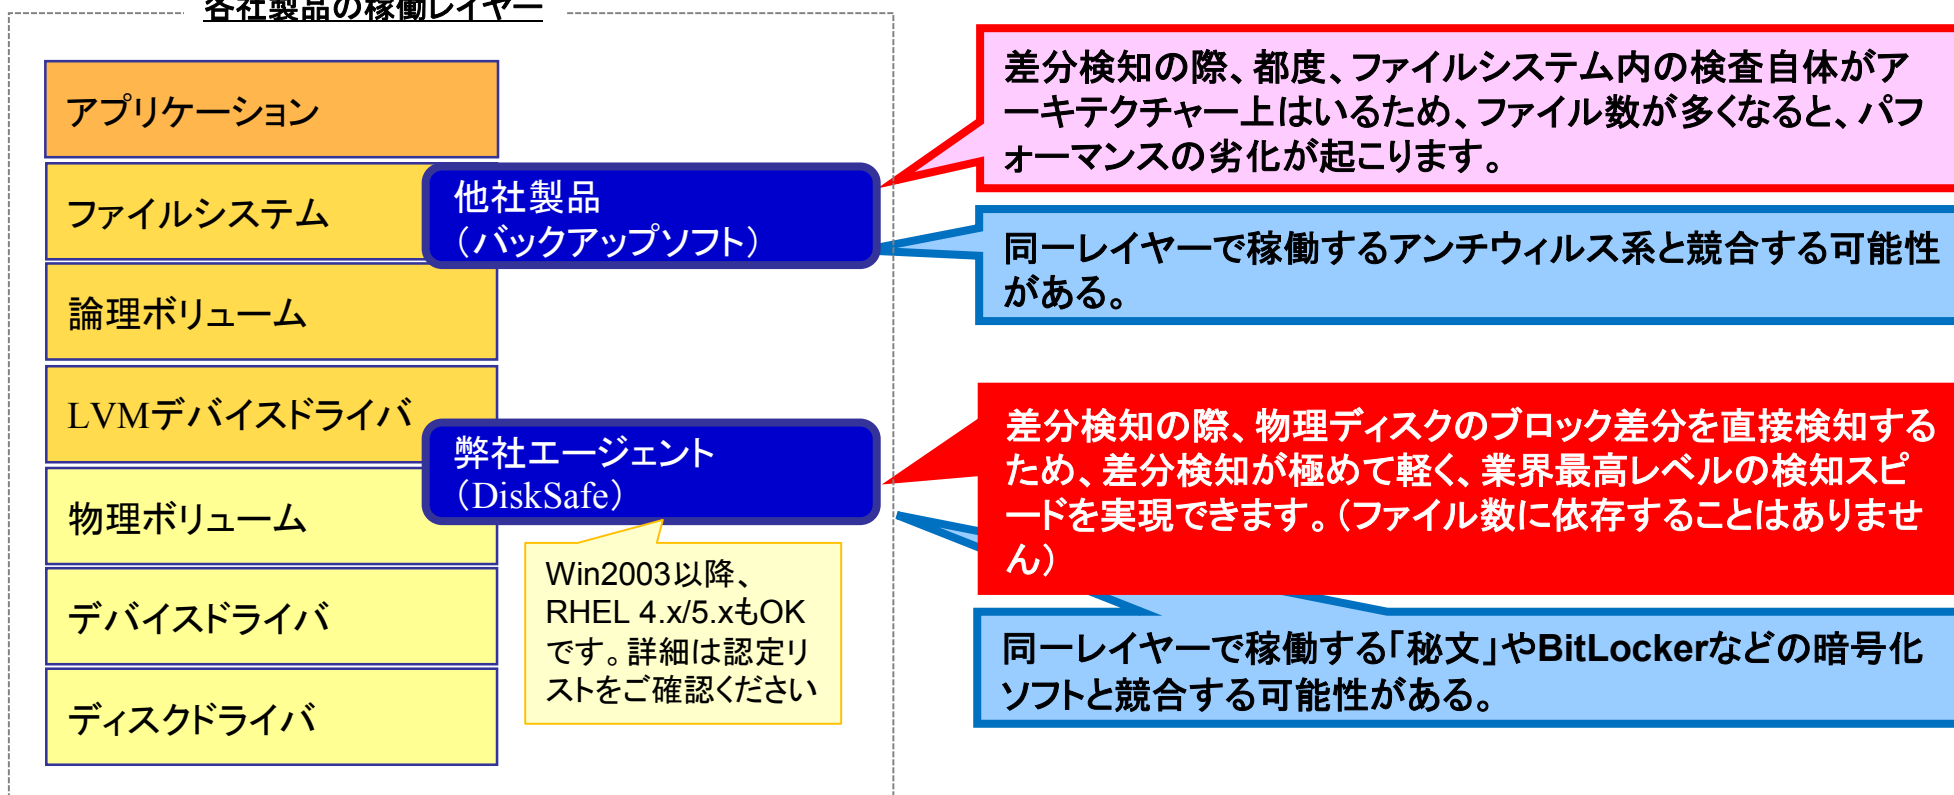 各社製品の稼働レイヤー
アプリケーション
ファイルシステム
論理ボリューム
LVMデバイスドライバ
物理ボリューム
デバイスドライバ
ディスクドライバ
他社製品
（バックアップソフト）
弊社エージェント
（DiskSafe）
Win2003以降、
RHEL 4.x/5.xもOK
です。詳細は認定リ
ストをご確認ください
差分検知の際、都度、ファイルシステム内の検査自体がア
ーキテクチャー上はいるため、ファイル数が多くなると、パフ
ォーマンスの劣化が起こります。
同一レイヤーで稼働するアンチウィルス系と競合する可能性
がある。
差分検知の際、物理ディスクのブロック差分を直接検知する
ため、差分検知が極めて軽く、業界最高レベルの検知スピ
ードを実現できます。（ファイル数に依存することはありませ
ん）
同一レイヤーで稼働する「秘文」やBitLockerなどの暗号化
ソフトと競合する可能性がある。